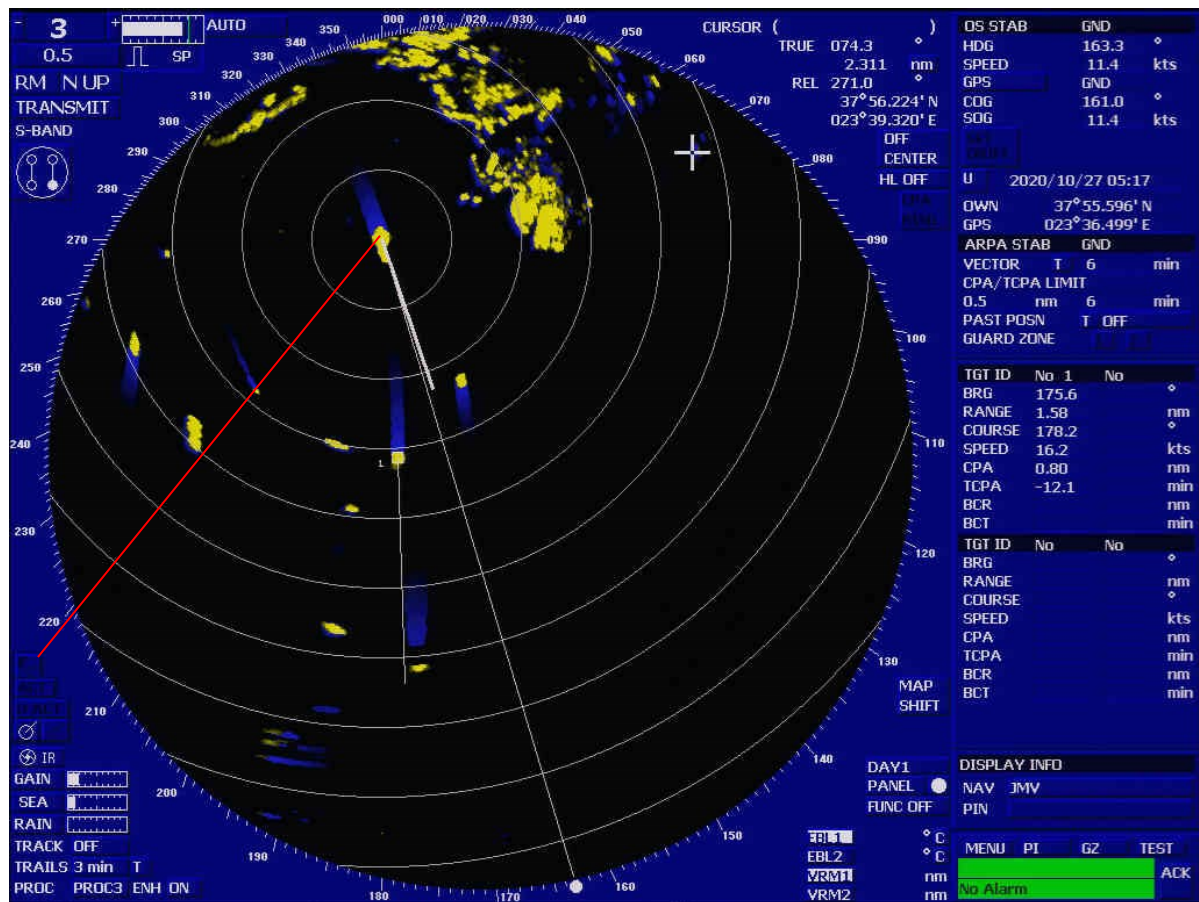 - 3 +
AUTO
0.5
SP
RM N UP
TRANSMIT
S-BAND
000 010 020 030 040
050
060
070
080
090
100
110
120
130
140
150
160
170
180
190
200
210
220
230
240
250
260
270
280
290
300
310
320
330
340
350
1
CURSOR ( )
TRUE 074.3 °
2.311 nm
REL 271.0 °
37°56.224'N
023°39.320'E
OFF
CENTER
HL OFF
OS STAB GND
HDG 163.3 °
SPEED 11.4 kts
GPS GND
COG 161.0 °
SOG 11.4 kts
U 2020/10/27 05:17
OWN 37°55.596'N
GPS 023°36.499'E
ARPA STAB GND
VECTOR T 6 min
CPA/TCPA LIMIT
0.5 nm 6 min
PAST POSN T OFF
GUARD ZONE
TGT ID No 1 No
BRG 175.6 °
RANGE 1.58 nm
COURSE 178.2 °
SPEED 16.2 kts
CPA 0.80 nm
TCPA -12.1 min
BCR nm
BCT min
TGT ID No No
BRG °
RANGE nm
COURSE °
SPEED kts
CPA nm
TCPA min
BCR nm
BCT min
MAP
SHIFT
DAY1
PANEL
FUNC OFF
EBL1 ° C
EBL2 ° C
VRM1 nm
VRM2 nm
DISPLAY INFO
NAV JMV
PIN
MENU PI GZ TEST
ACK
No Alarm
IR
GAIN
SEA
RAIN
TRACK OFF
TRAILS 3 min T
PROC PROC3 ENH ON